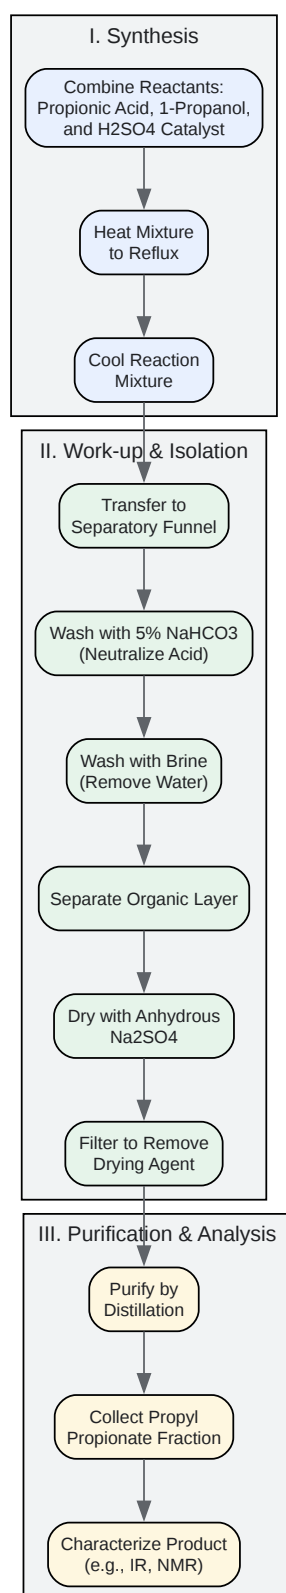 I. Synthesis
Combine Reactants:
Propionic Acid, 1-Propanol,
and H2SO4 Catalyst
Heat Mixture
to Reflux
Cool Reaction
Mixture
II. Work-up & Isolation
Transfer to
Separatory Funnel
Wash with 5% NaHCO3
(Neutralize Acid)
Wash with Brine
(Remove Water)
Separate Organic Layer
Dry with Anhydrous
Na2SO4
Filter to Remove
Drying Agent
III. Purification & Analysis
Purify by
Distillation
Collect Propyl
Propionate Fraction
Characterize Product
(e.g., IR, NMR)